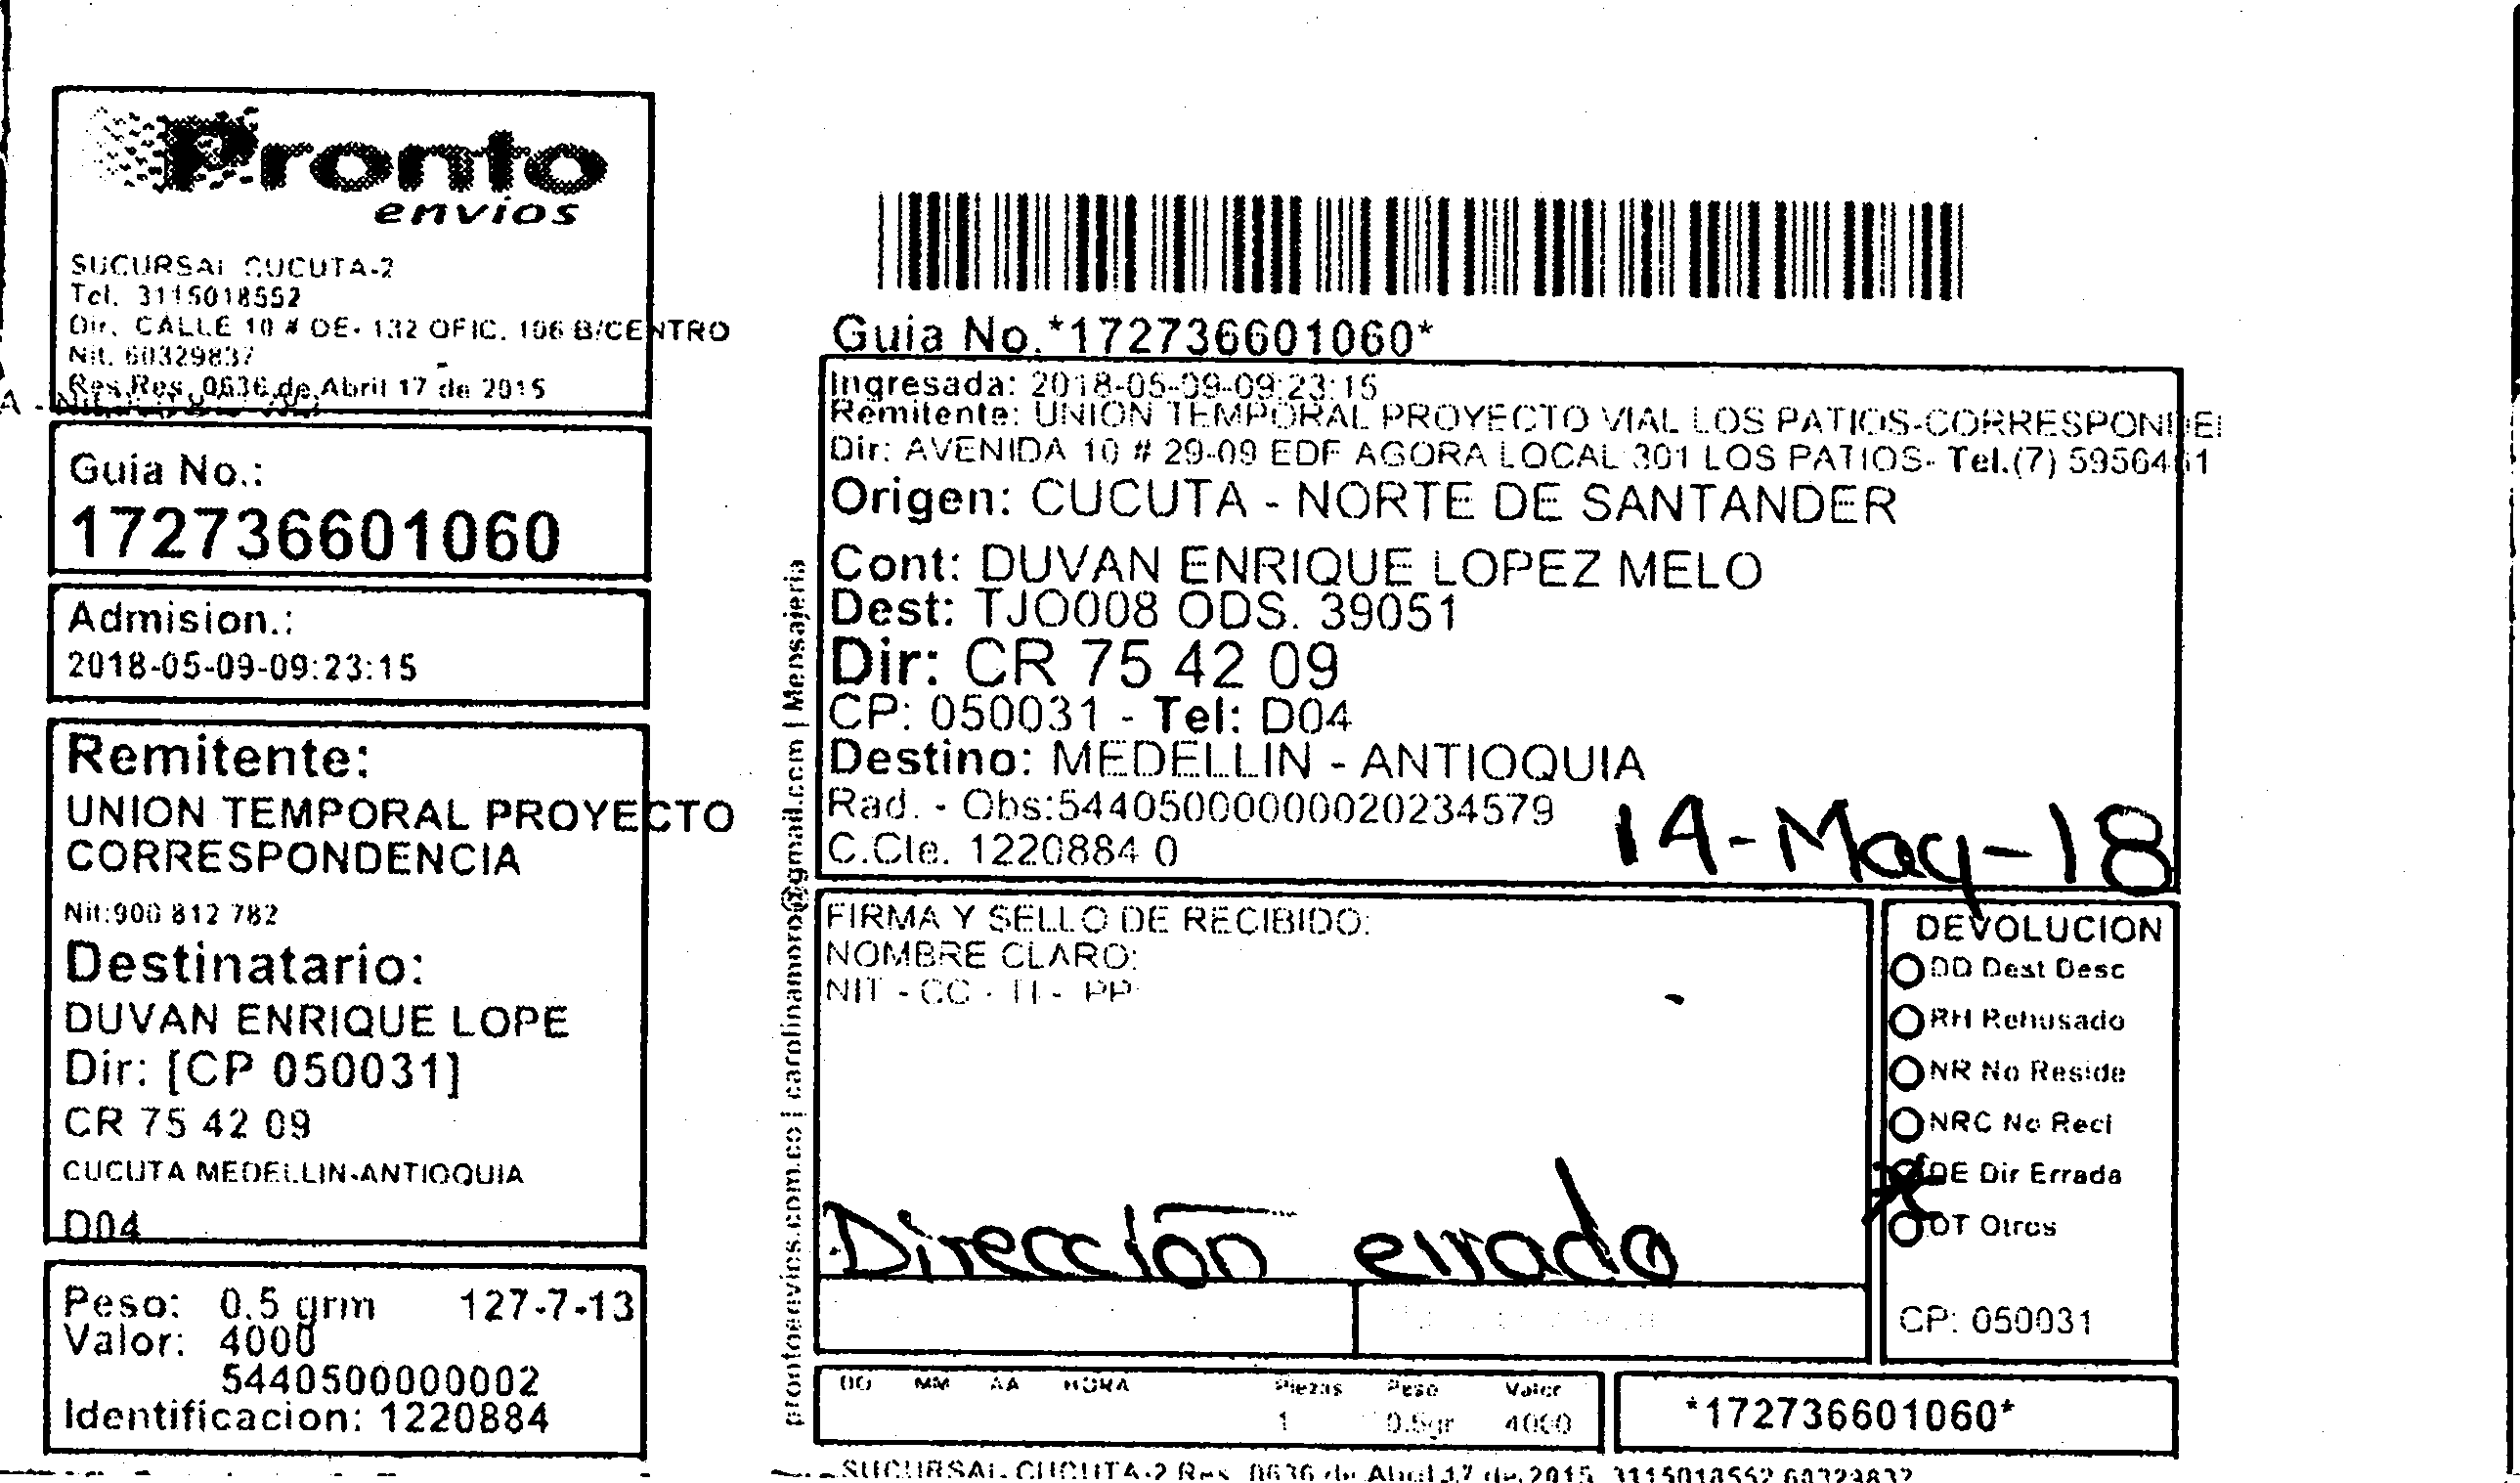 Pronto
envios
SUCURSAL CUCUTA-2
Tel. 3115018552
Dir. CALLE 10 # OE- 132 OFIC. 106 B/CENTRO
Nit. 60329837
Res.Res. 0636 de Abril 17 de 2015
Guia No.:
172736601060
Admision.:
2018-05-09-09:23:15
Remitente:
UNION TEMPORAL PROYECTO
CORRESPONDENCIA
Nit:900 812 782
Destinatario:
DUVAN ENRIQUE LOPE
Dir: [CP 050031]
CR 75 42 09
CUCUTA MEDELLIN-ANTIOQUIA
D04
Peso: 0.5 grm 127-7-13
Valor: 4000
5440500000002
Identificacion: 1220884
prontoenvios.com.co | | Mensajeria
Guia No.*172736601060*
Ingresada: 2018-05-09-09:23:15
Remitente: UNION TEMPORAL PROYECTO VIAL LOS PATIOS-CORRESPONDE
Dir: AVENIDA 10 # 29-09 EDF AGORA LOCAL 301 LOS PATIOS- Tel.(7) 5956461
Origen: CUCUTA - NORTE DE SANTANDER
Cont: DUVAN ENRIQUE LOPEZ MELO
Dest: TJO008 ODS. 39051
Dir: CR 75 42 09
CP: 050031 - Tel: D04
Destino: MEDELLIN - ANTIOQUIA
Rad. - Obs:544050000000020234579
C.Cte. 1220884 0
14-May-18
FIRMA Y SELLO DE RECIBIDO:
NOMBRE CLARO:
NIT - CC - TI - PP
Dirección errada
DEVOLUCION
DD Dest Desc
RH Rehusado
NR No Reside
NRC No Recl
DE Dir Errada
OT Otros
CP: 050031
DD MM AA HORA Piezas Peso Valor
1 0.5gr 4000
*172736601060*
SUCURSAL CUCUTA-2 Res. 0636 de Abril 17 de 2015 3115018552 60329837